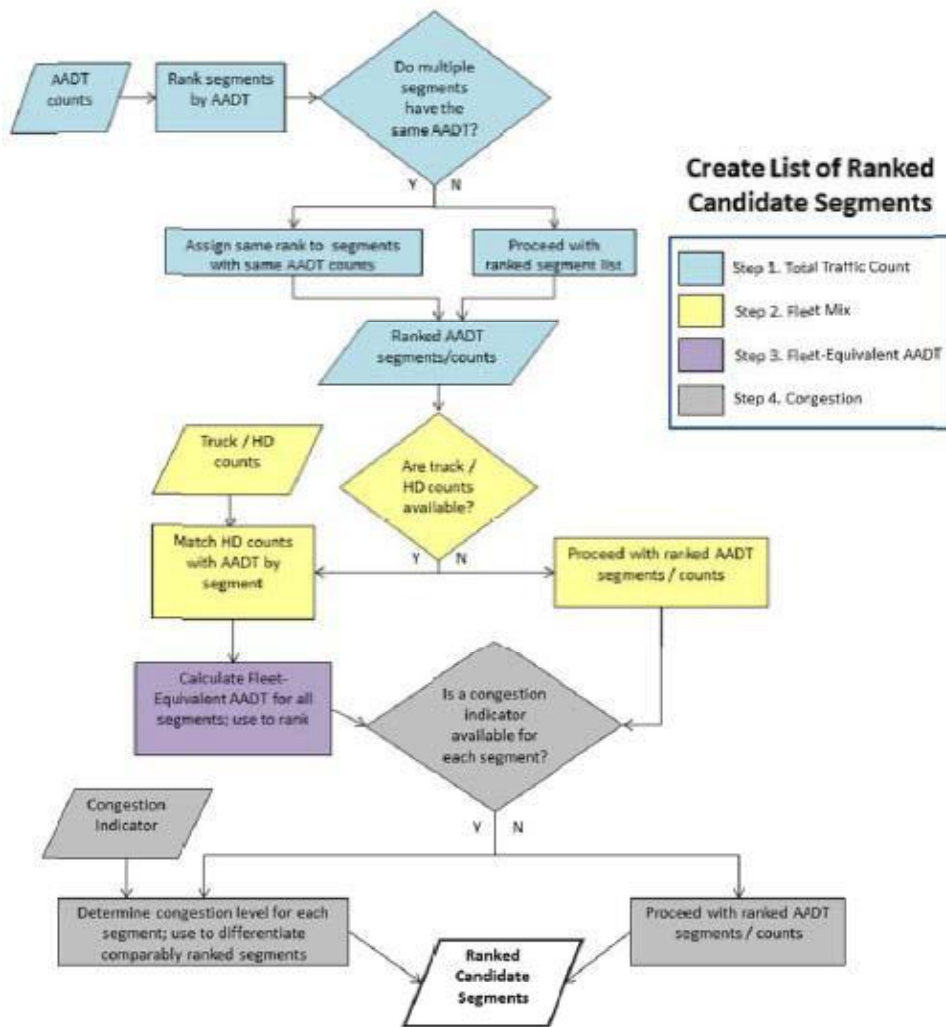 AADT
counts
Rank segments
by AADT
Do multiple
segments
have the
same AADT?
Y
N
Create List of Ranked
Candidate Segments
Step 1. Total Traffic Count
Step 2. Fleet Mix
Step 3. Fleet-Equivalent AADT
Step 4. Congestion
Assign same rank to segments
with same AADT counts
Proceed with
ranked segment list
Ranked AADT
segments/counts
Truck / HD
counts
Are truck /
HD counts
available?
Y
N
Match HD counts
with AADT by
segment
Proceed with ranked AADT
segments / counts
Calculate Fleet-
Equivalent AADT for all
segments; use to rank
Is a congestion
indicator
available for
each segment?
Y
N
Congestion
Indicator
Determine congestion level for each
segment; use to differentiate
comparably ranked segments
Proceed with ranked AADT
segments / counts
Ranked
Candidate
Segments